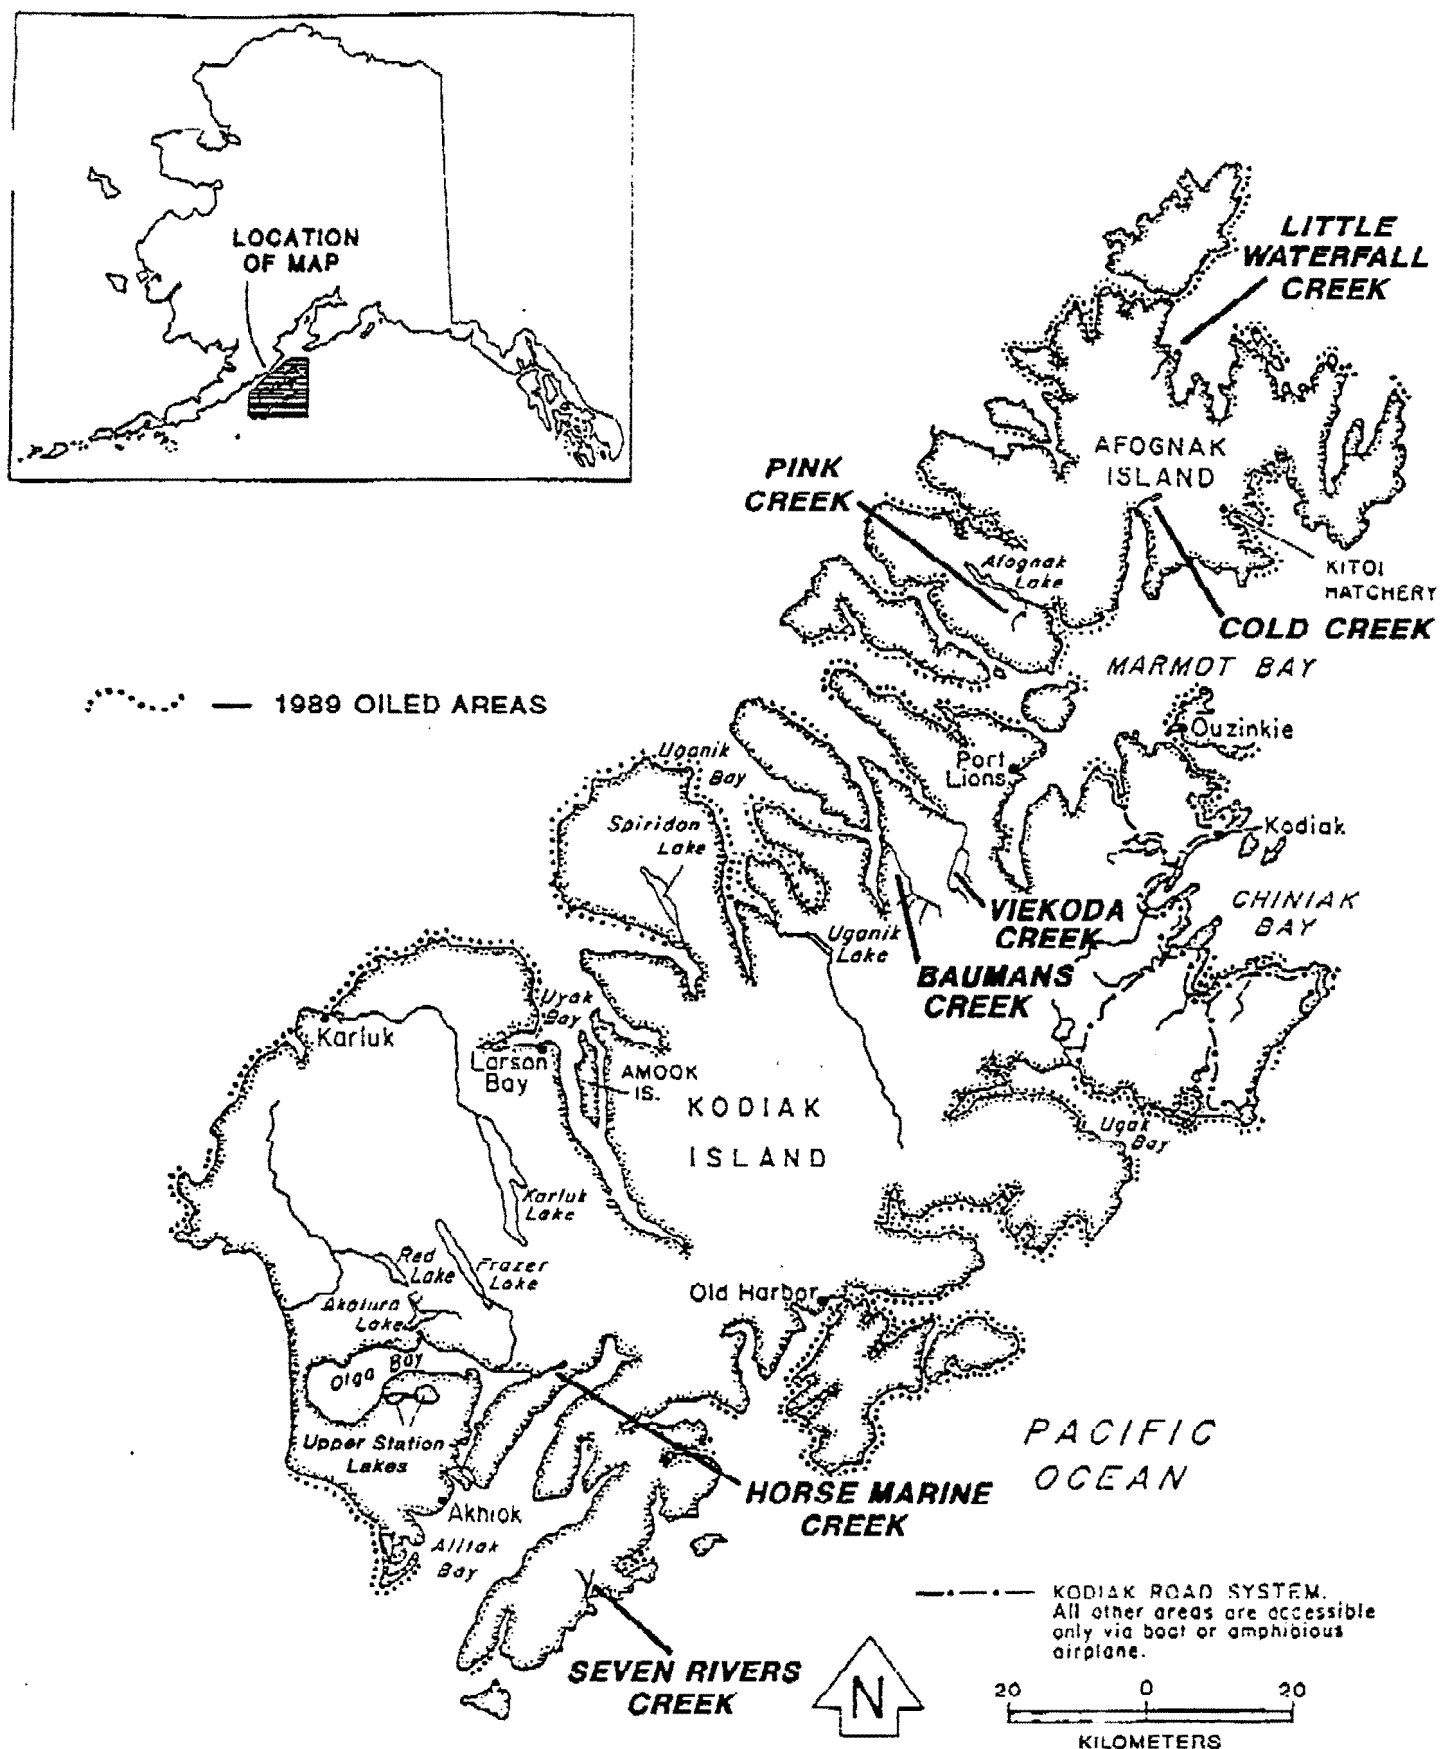 LOCATION
OF MAP
LITTLE
WATERFALL
CREEK
AFOGNAK
ISLAND
PINK
CREEK
Afognak
Lake
KITOI
HATCHERY
COLD CREEK
MARMOT BAY
1989 OILED AREAS
Ouzinkie
Uganik
Bay
Port
Lions
Spiridon
Lake
Kodiak
VIEKODA
CREEK
CHINIAK
BAY
Uganik
Lake
BAUMANS
CREEK
Uyak
Bay
Karluk
Larson
Bay
AMOOK
IS.
KODIAK
ISLAND
Ugak
Bay
Karluk
Lake
Red
Lake
Frazer
Lake
Old Harbor
Akalura
Lake
Olga Bay
Upper Station
Lakes
PACIFIC
OCEAN
HORSE MARINE
CREEK
Akhiok
Alitak
Bay
SEVEN RIVERS
CREEK
KODIAK ROAD SYSTEM.
All other areas are accessible
only via boat or amphibious
airplane.
N
20 0 20
KILOMETERS